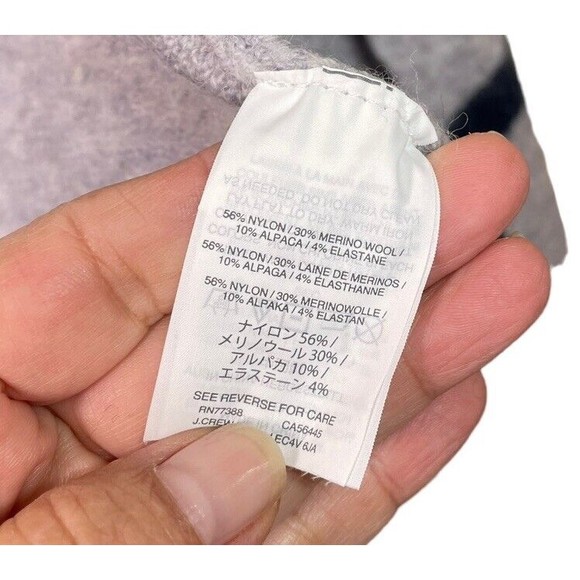 56% NYLON / 30% MERINO WOOL /
10% ALPACA / 4% ELASTANE
56% NYLON / 30% LAINE DE MERINOS /
10% ALPAGA / 4% ELASTHANNE
56% NYLON / 30% MERINOWOLLE /
10% ALPAKA / 4% ELASTAN
ナイロン 56% /
メリノウール 30% /
アルパカ 10% /
エラステーン 4%
SEE REVERSE FOR CARE
RN77388 CA56445
J.CREW EC4V 6JA